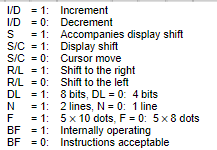 I/D = 1: Increment
I/D = 0: Decrement
S = 1: Accompanies display shift
S/C = 1: Display shift
S/C = 0: Cursor move
R/L = 1: Shift to the right
R/L = 0: Shift to the left
DL = 1: 8 bits, DL = 0: 4 bits
N = 1: 2 lines, N = 0: 1 line
F = 1: 5 × 10 dots, F = 0: 5 × 8 dots
BF = 1: Internally operating
BF = 0: Instructions acceptable